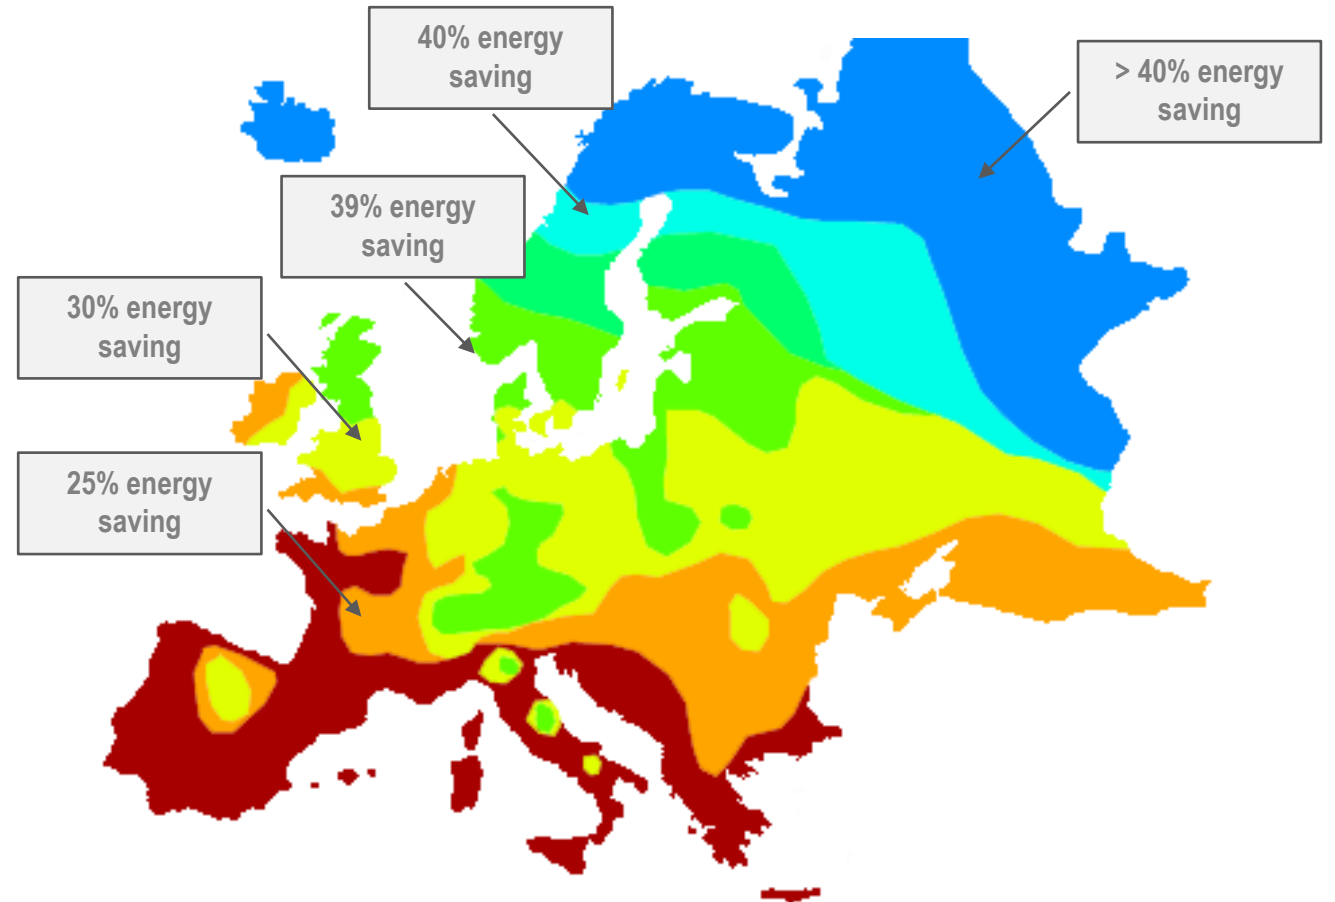 40% energy
saving
> 40% energy
saving
39% energy
saving
30% energy
saving
25% energy
saving